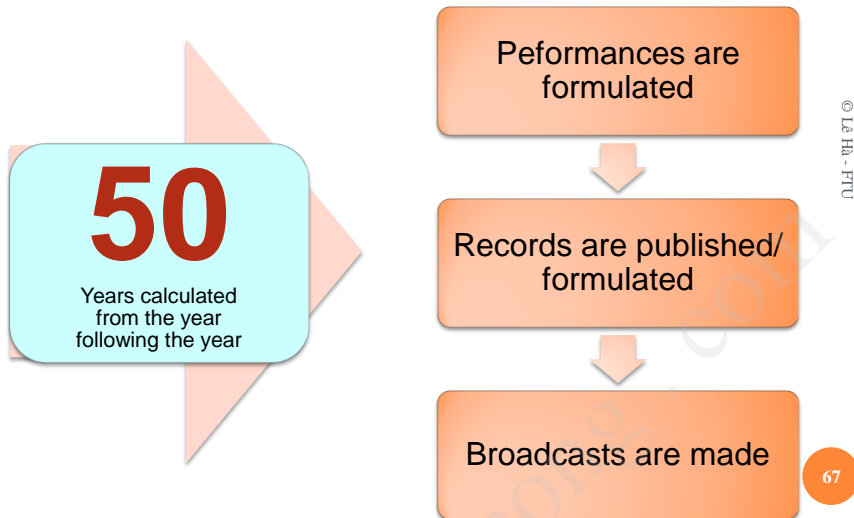 50
Years calculated
from the year
following the year
Peformances are
formulated
Records are published/
formulated
Broadcasts are made
© Lê Hà - FTU
67